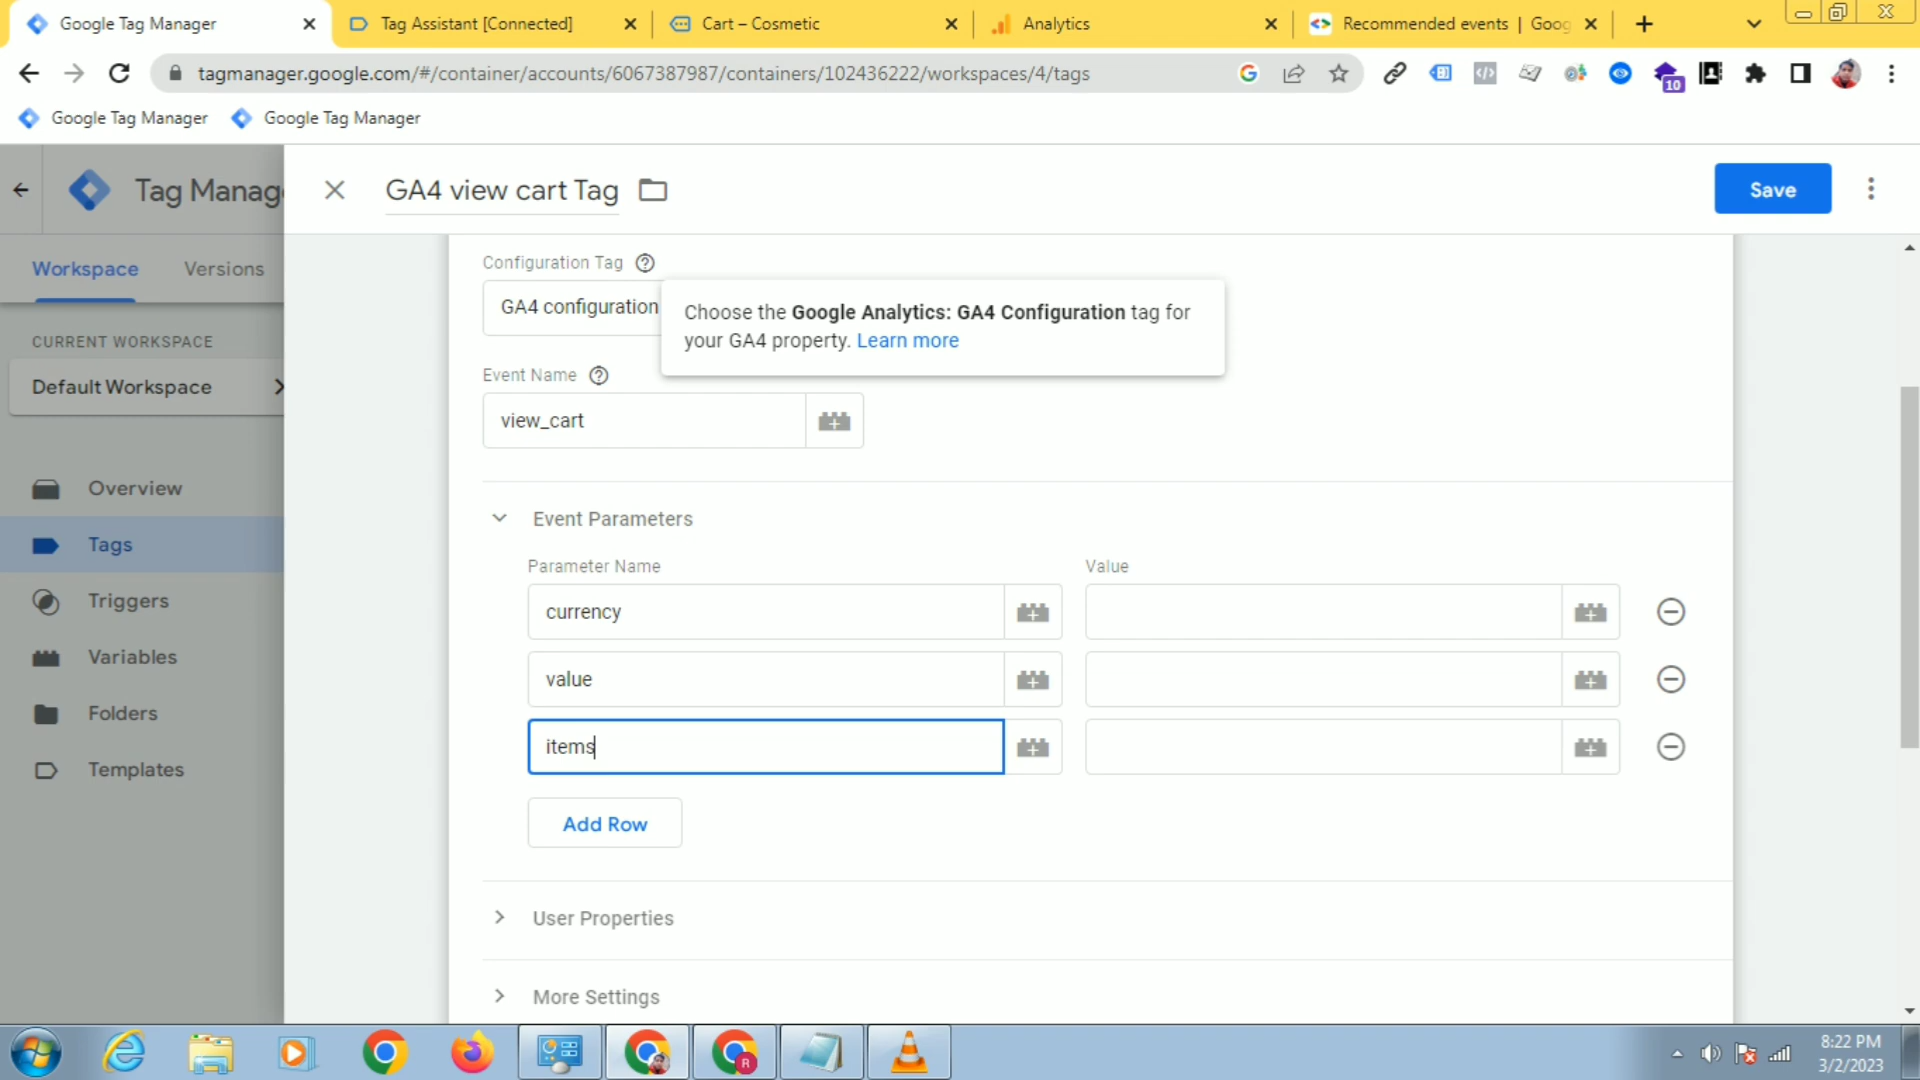 Google Tag Manager
Tag Assistant [Connected]
Cart – Cosmetic
Analytics
Recommended events | Goog
tagmanager.google.com/#/container/accounts/6067387987/containers/102436222/workspaces/4/tags
10
Google Tag Manager
Google Tag Manager
Tag Manag
GA4 view cart Tag
Save
Workspace
Versions
Configuration Tag
GA4 configuration
Choose the Google Analytics: GA4 Configuration tag for
your GA4 property. Learn more
CURRENT WORKSPACE
Default Workspace
Event Name
view_cart
Overview
Tags
Triggers
Variables
Folders
Templates
Event Parameters
Parameter Name
Value
currency
value
items
Add Row
User Properties
More Settings
R
8:22 PM
3/2/2023